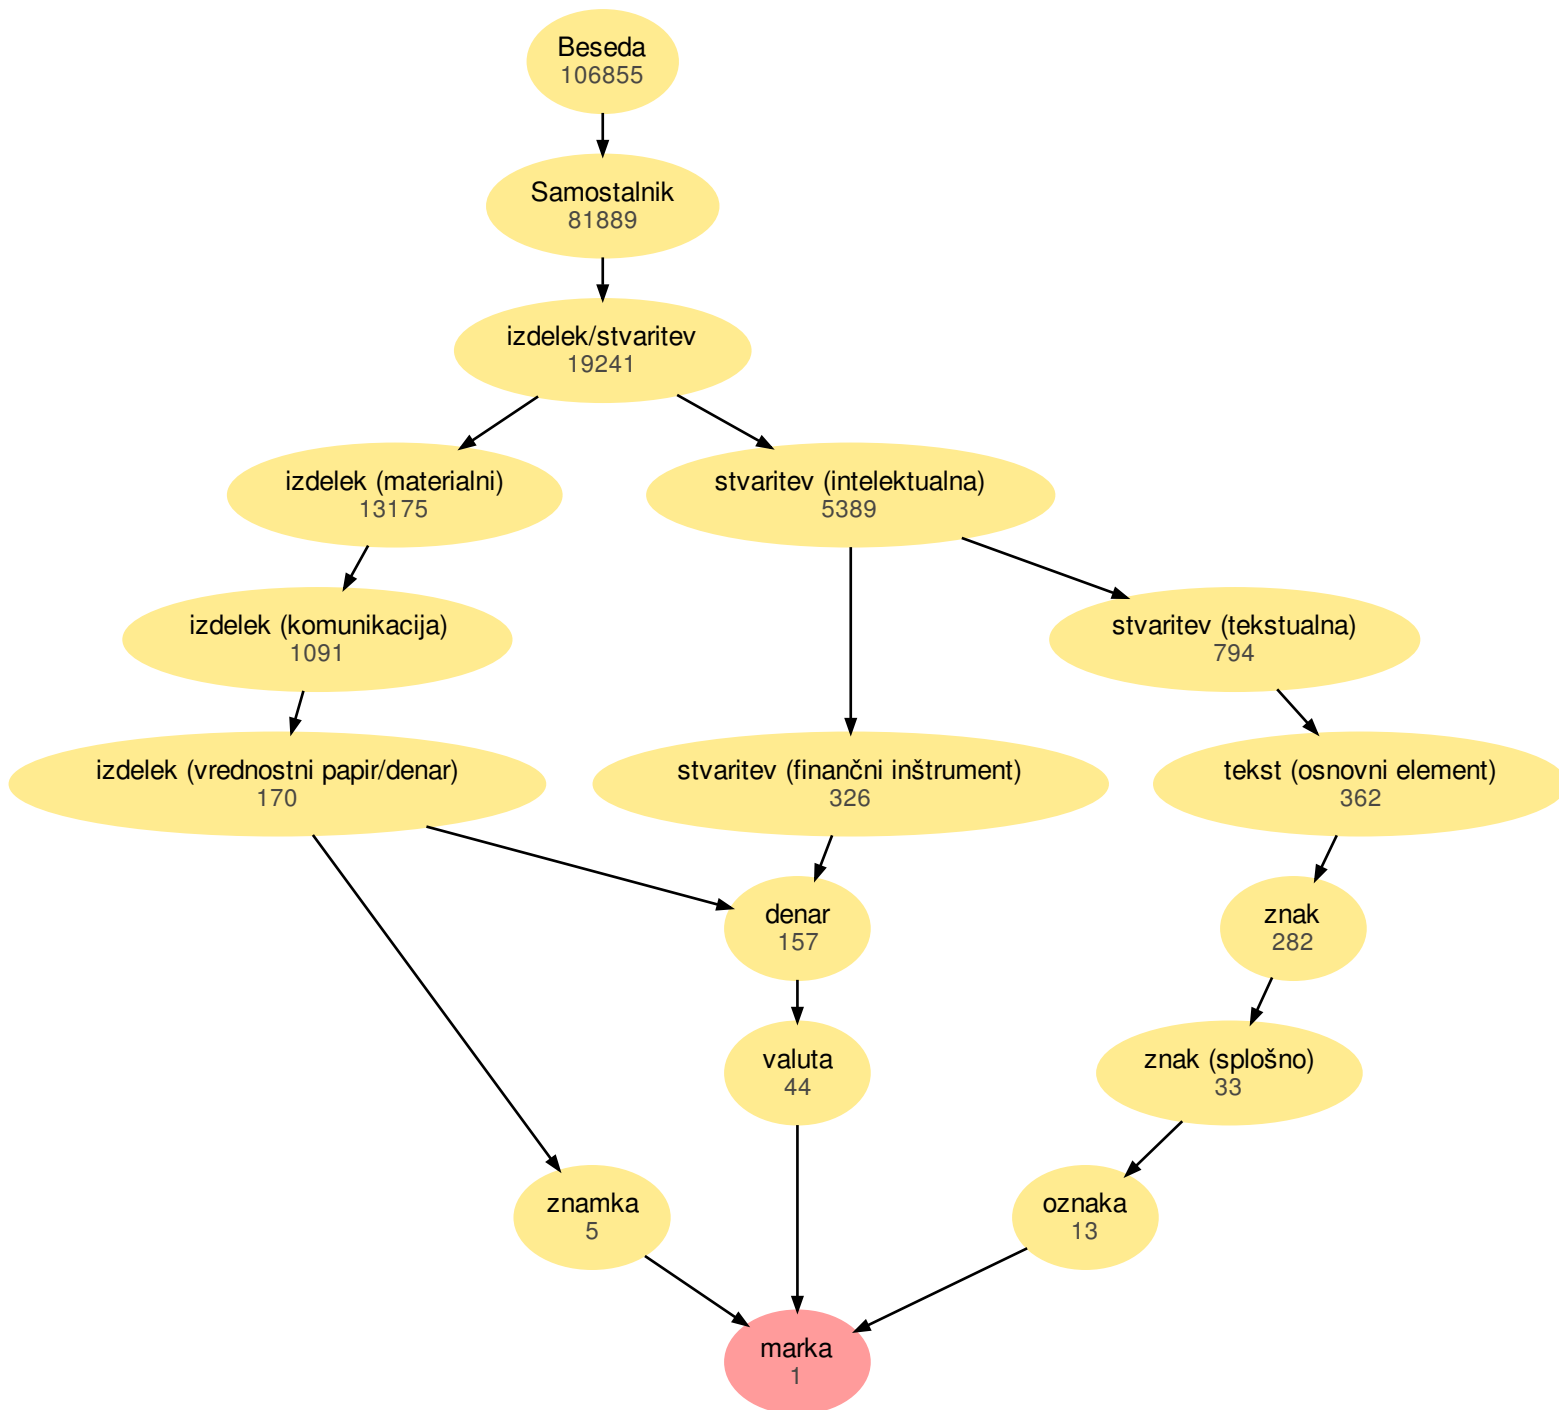 Beseda
106855
Samostalnik
81889
izdelek/stvaritev
19241
izdelek (materialni)
13175
stvaritev (intelektualna)
5389
izdelek (komunikacija)
1091
stvaritev (tekstualna)
794
izdelek (vrednostni papir/denar)
170
stvaritev (finančni inštrument)
326
tekst (osnovni element)
362
denar
157
znak
282
valuta
44
znak (splošno)
33
znamka
5
oznaka
13
marka
1